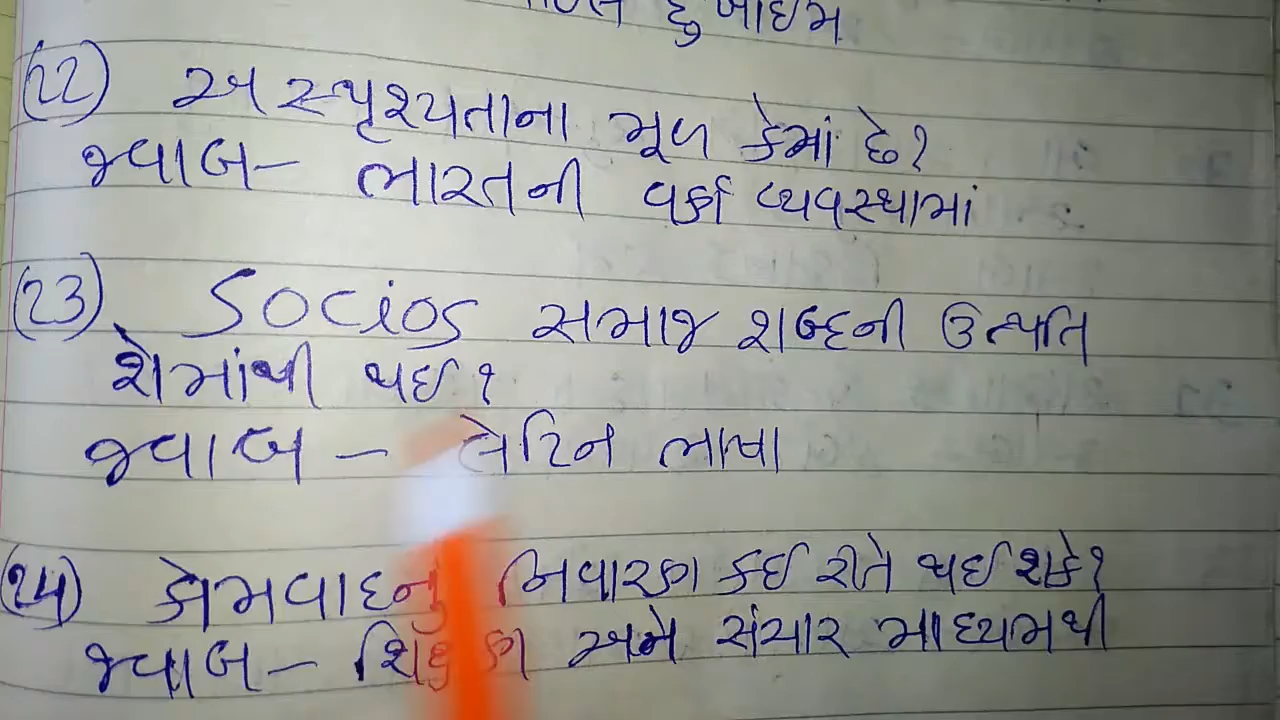 દુર્ખાઇમ
(22) અસ્પૃશ્યતાના મૂળ કેમાં છે?
જવાબ- ભારતની વર્ણ વ્યવસ્થામાં
(23) Socios સમાજ શબ્દની ઉત્પતિ
શેમાંથી થઈ?
જવાબ - લેટિન ભાષા
(24) કોમવાદનુ નિવારણ કઈ રીતે થઈ શકે?
જવાબ- શિક્ષણ અને સંચાર માધ્યમથી